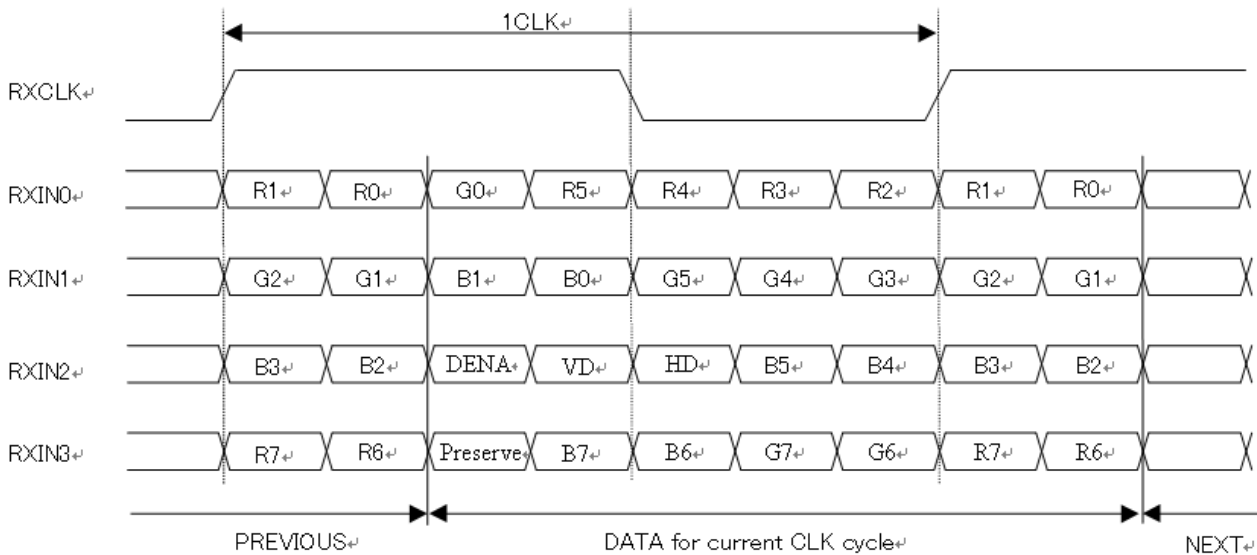 1CLK↵
RXCLK↵
RXIN0↵ R1↵ R0↵ G0↵ R5↵ R4↵ R3↵ R2↵ R1↵ R0↵
RXIN1↵ G2↵ G1↵ B1↵ B0↵ G5↵ G4↵ G3↵ G2↵ G1↵
RXIN2↵ B3↵ B2↵ DENA↵ VD↵ HD↵ B5↵ B4↵ B3↵ B2↵
RXIN3↵ R7↵ R6↵ Preserve↵ B7↵ B6↵ G7↵ G6↵ R7↵ R6↵
PREVIOUS↵ DATA for current CLK cycle↵ NEXT↵